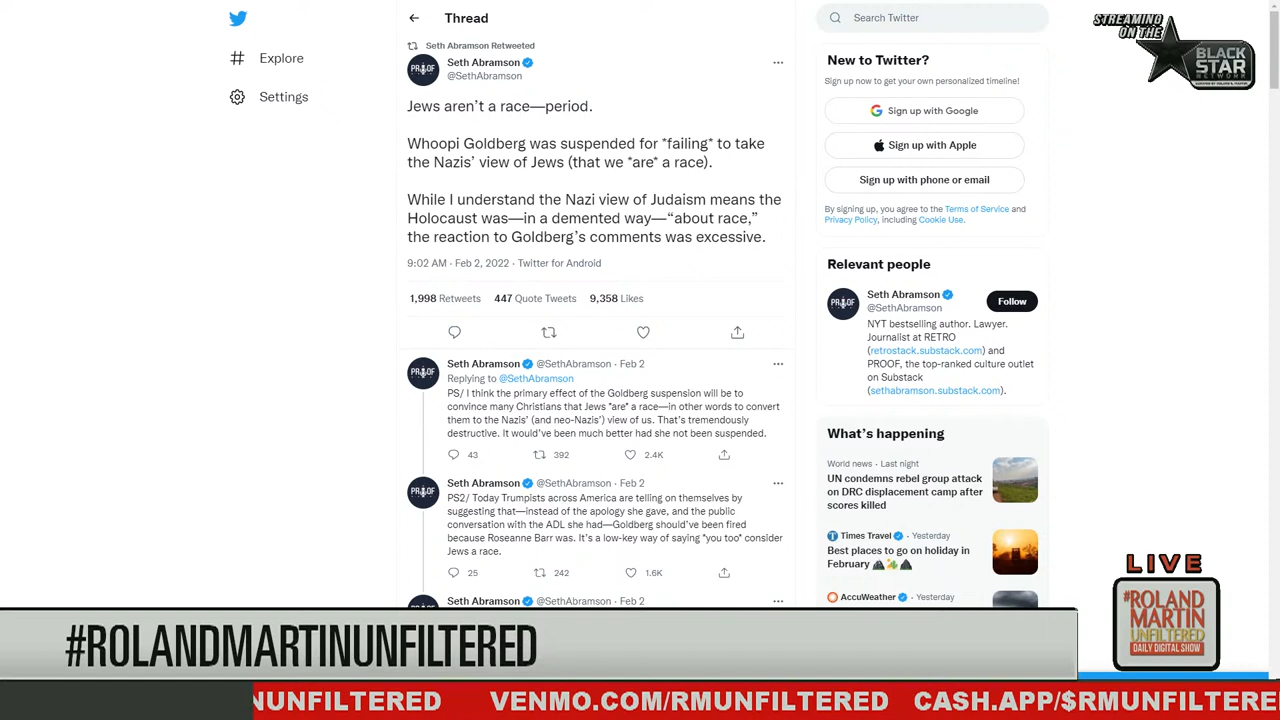 Explore
Settings
Thread
Seth Abramson Retweeted
Seth Abramson
@SethAbramson
Jews aren't a race—period.
Whoopi Goldberg was suspended for *failing* to take
the Nazis' view of Jews (that we *are* a race).
While I understand the Nazi view of Judaism means the
Holocaust was—in a demented way—“about race,”
the reaction to Goldberg's comments was excessive.
9:02 AM · Feb 2, 2022 · Twitter for Android
1,998 Retweets 447 Quote Tweets 9,358 Likes
Seth Abramson @SethAbramson · Feb 2
Replying to @SethAbramson
PS/ I think the primary effect of the Goldberg suspension will be to
convince many Christians that Jews *are* a race—in other words to convert
them to the Nazis' (and neo-Nazis') view of us. That's tremendously
destructive. It would've been much better had she not been suspended.
43 392 2.4K
Seth Abramson @SethAbramson · Feb 2
PS2/ Today Trumpists across America are telling on themselves by
suggesting that—instead of the apology she gave, and the public
conversation with the ADL she had—Goldberg should've been fired
because Roseanne Barr was. It's a low-key way of saying *you too* consider
Jews a race.
25 242 1.6K
Seth Abramson @SethAbramson · Feb 2
Search Twitter
New to Twitter?
Sign up now to get your own personalized timeline!
Sign up with Google
Sign up with Apple
Sign up with phone or email
By signing up, you agree to the Terms of Service and
Privacy Policy, including Cookie Use.
Relevant people
Seth Abramson
@SethAbramson
Follow
NYT bestselling author. Lawyer.
Journalist at RETRO
(retrostack.substack.com) and
PROOF, the top-ranked culture outlet
on Substack
(sethabramson.substack.com).
What's happening
World news · Last night
UN condemns rebel group attack
on DRC displacement camp after
scores killed
Times Travel · Yesterday
Best places to go on holiday in
February
AccuWeather · Yesterday
STREAMING
ON THE
BLACK
STAR
NETWORK
LIVE
#ROLAND
MARTIN
UNFILTERED
DAILY DIGITAL SHOW
#ROLANDMARTINUNFILTERED
NUNFILTERED VENMO.COM/RMUNFILTERED CASH.APP/$RMUNFILTERE